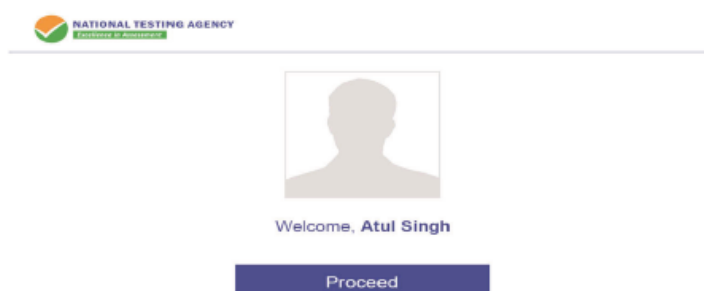 NATIONAL TESTING AGENCY
Excellence in Assessment
Welcome, Atul Singh
Proceed